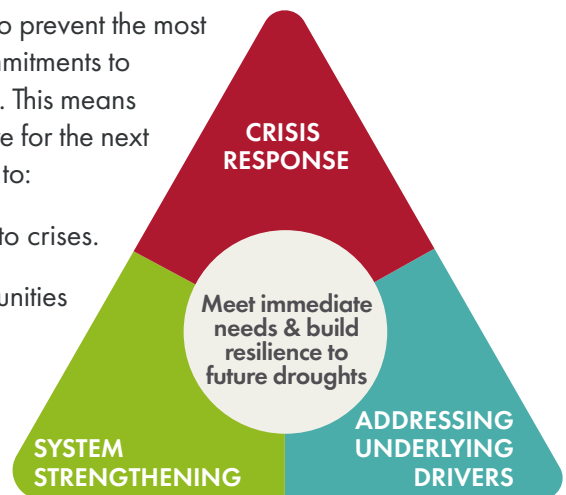 o prevent the most
mitments to
. This means
e for the next
to:
to crises.
unities
CRISIS
RESPONSE
Meet immediate
needs & build
resilience to
future droughts
SYSTEM
STRENGTHENING
ADDRESSING
UNDERLYING
DRIVERS